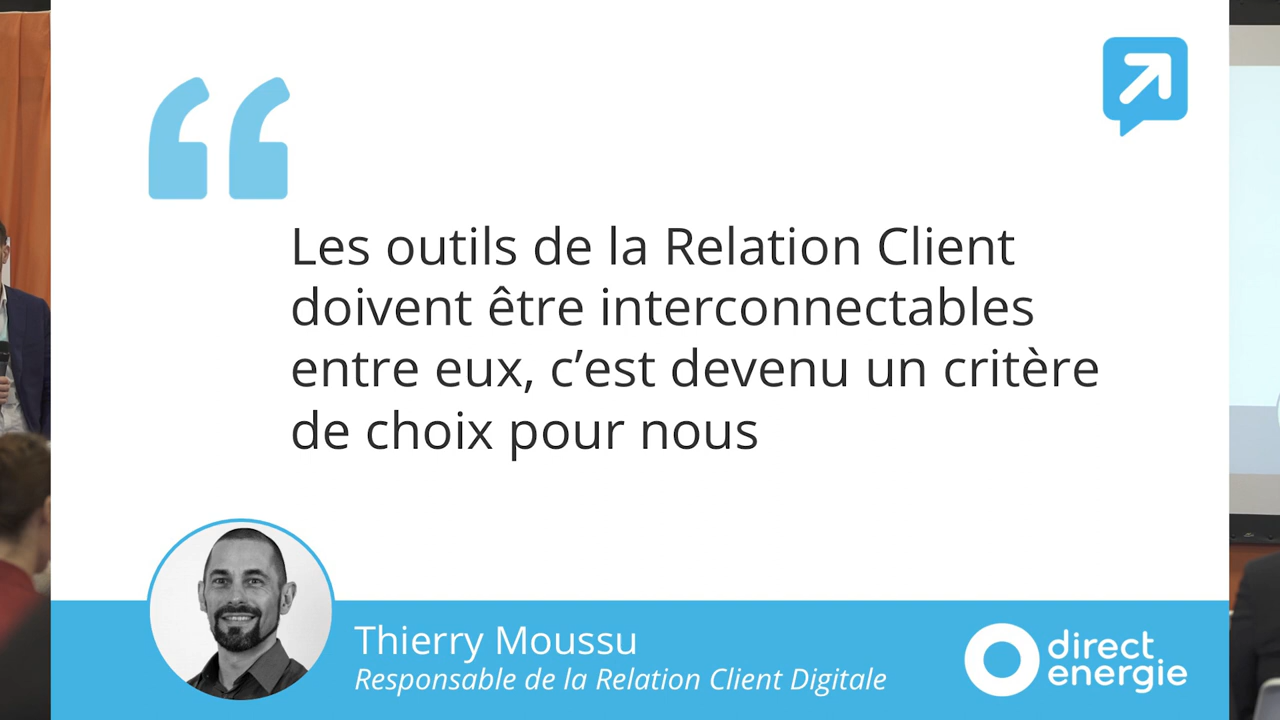 Les outils de la Relation Client
doivent être interconnectables
entre eux, c’est devenu un critère
de choix pour nous
Thierry Moussu
Responsable de la Relation Client Digitale
direct
energie